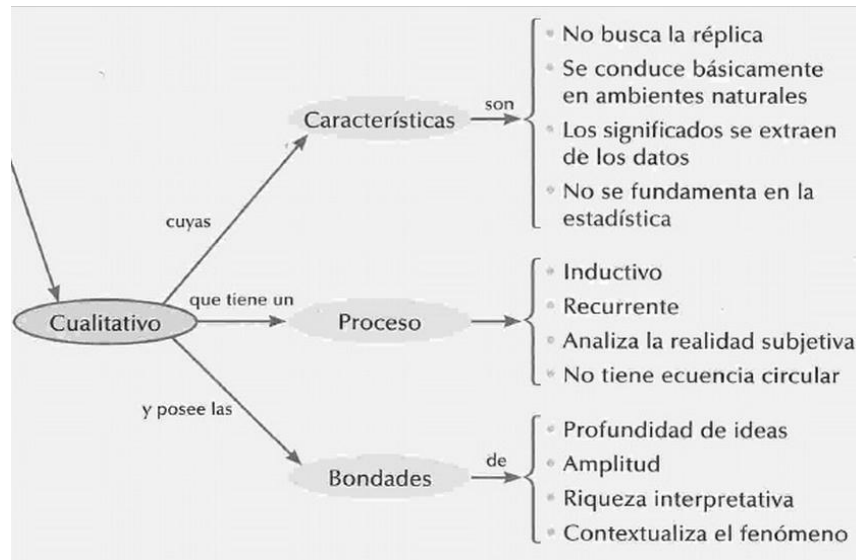 No busca la réplica
Se conduce básicamente
en ambientes naturales
Los significados se extraen
de los datos
No se fundamenta en la
estadística
Características
son
cuyas
Cualitativo
que tiene un
Proceso
Inductivo
Recurrente
Analiza la realidad subjetiva
No tiene ecuencia circular
y posee las
Bondades
de
Profundidad de ideas
Amplitud
Riqueza interpretativa
Contextualiza el fenómeno